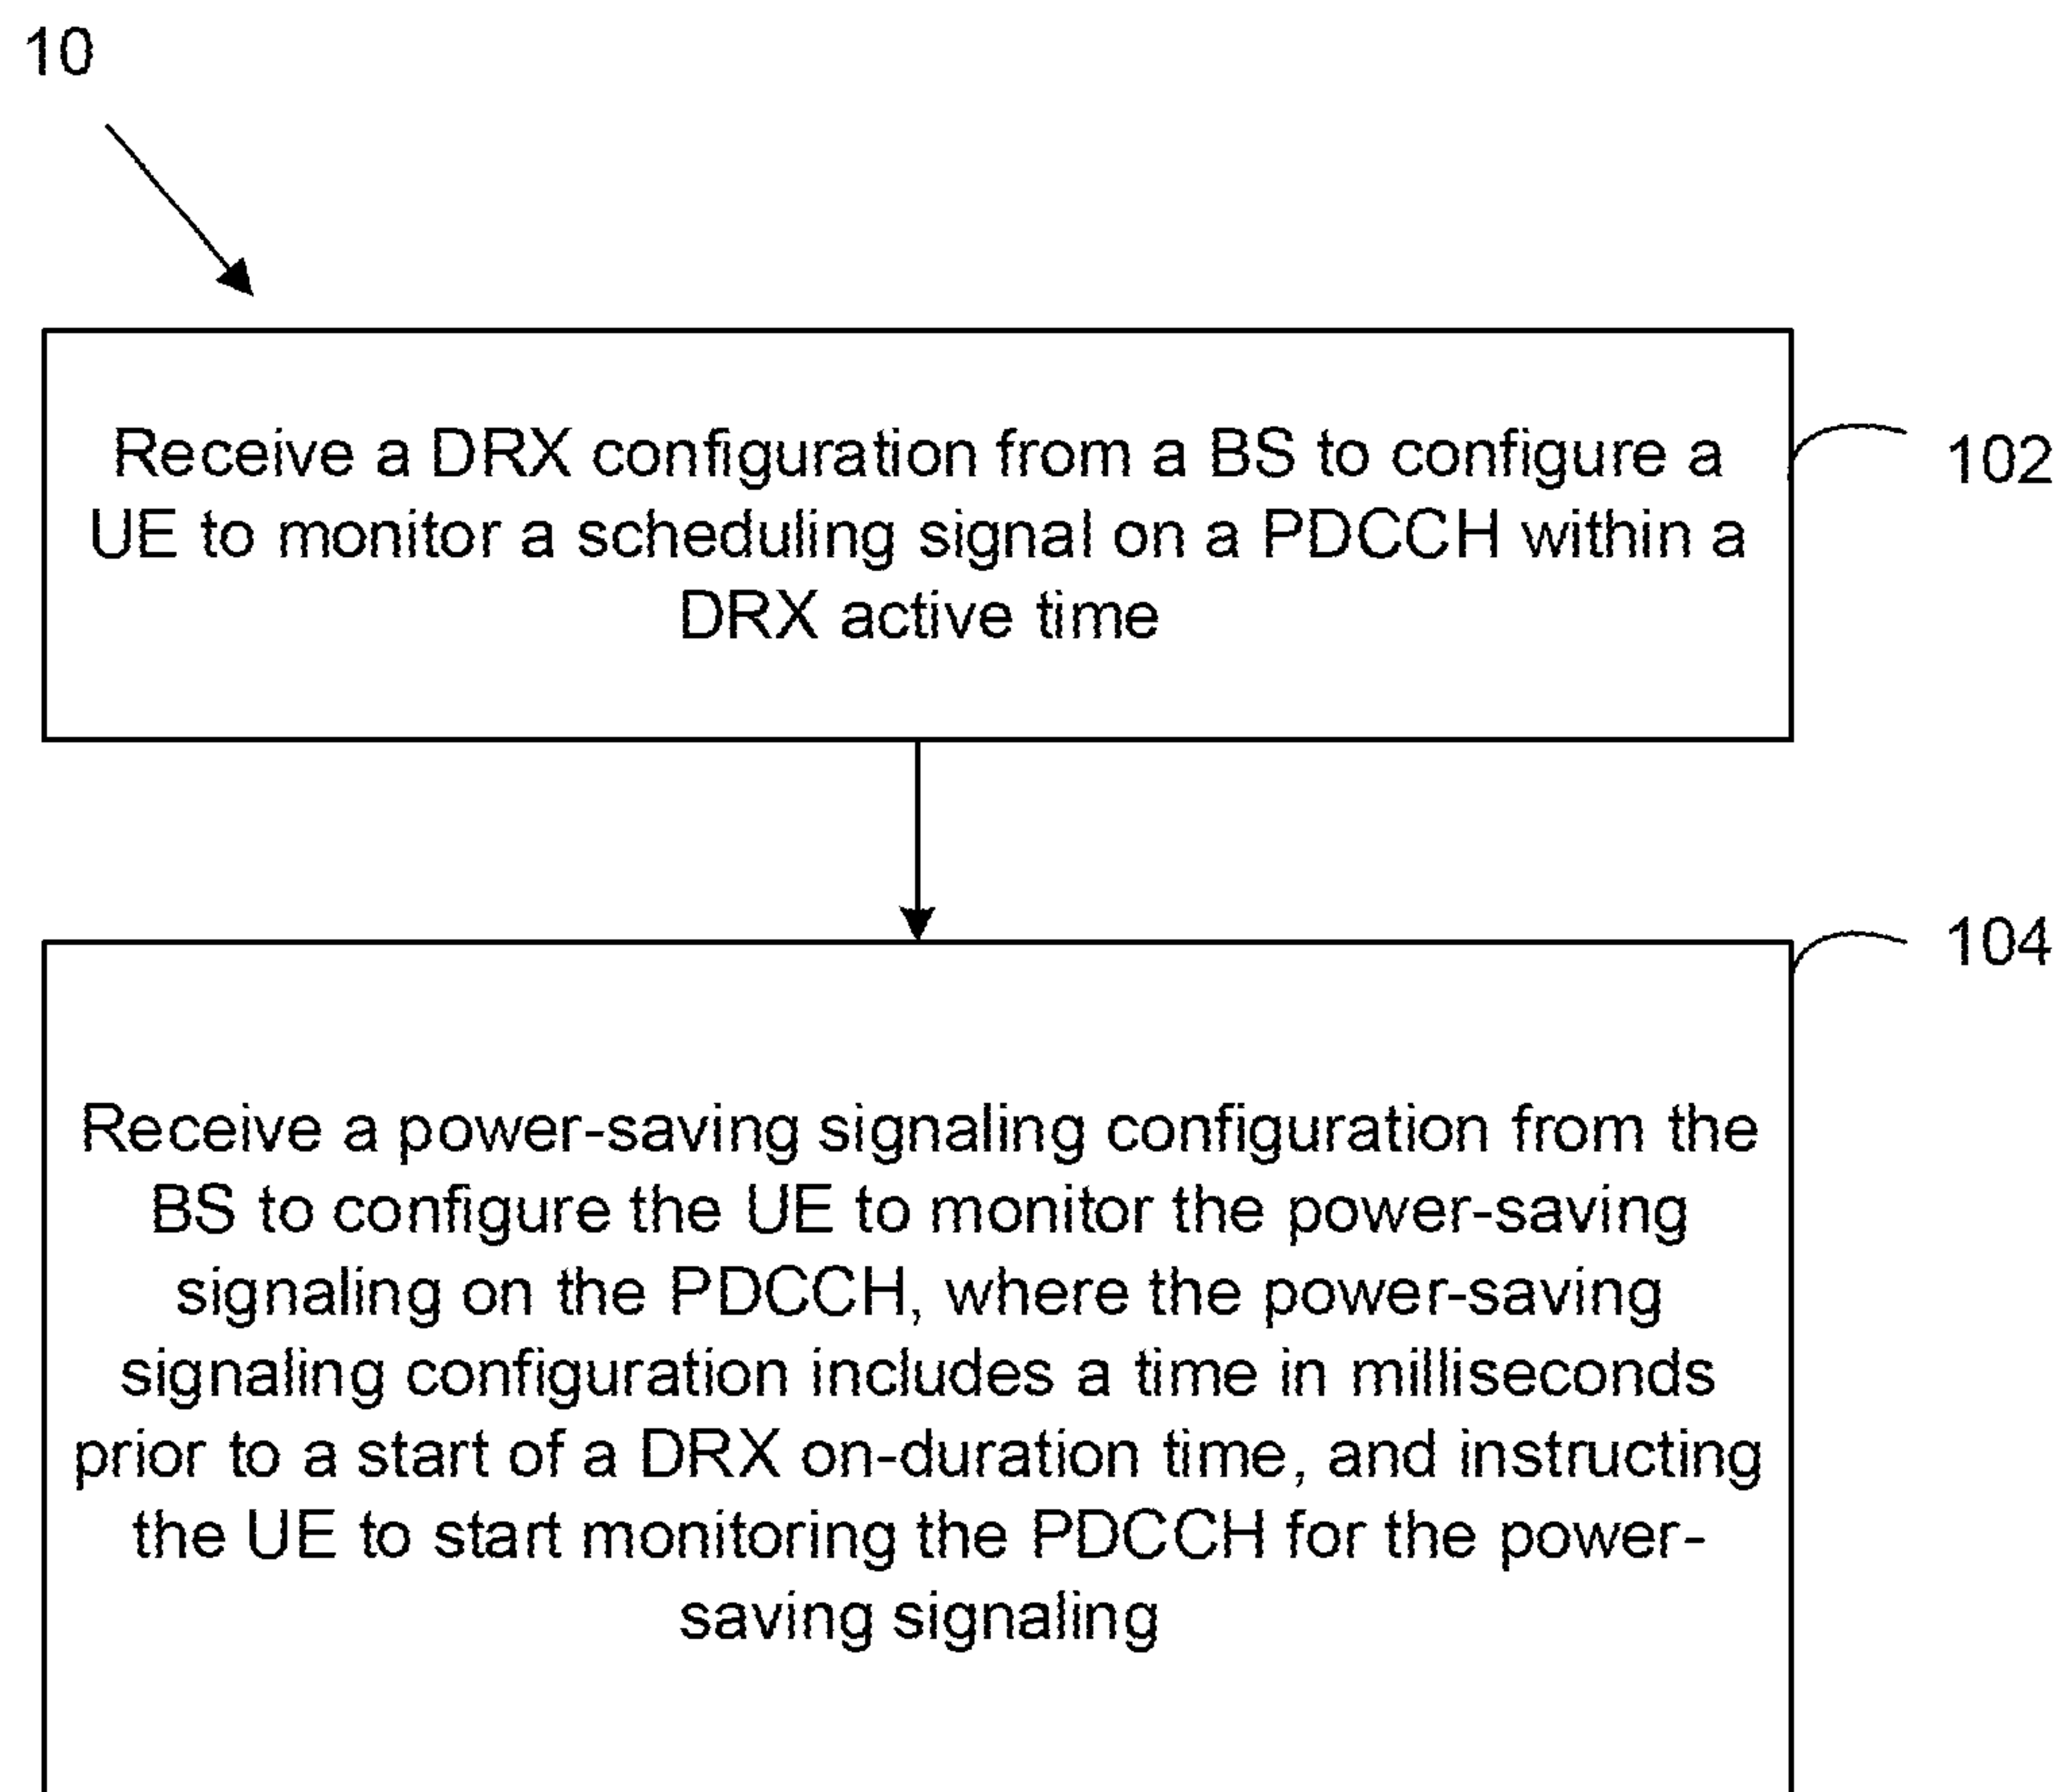 10
Receive a DRX configuration from a BS to configure a
UE to monitor a scheduling signal on a PDCCH within a
DRX active time
102
104
Receive a power-saving signaling configuration from the
BS to configure the UE to monitor the power-saving
signaling on the PDCCH, where the power-saving
signaling configuration includes a time in milliseconds
prior to a start of a DRX on-duration time, and instructing
the UE to start monitoring the PDCCH for the power-
saving signaling